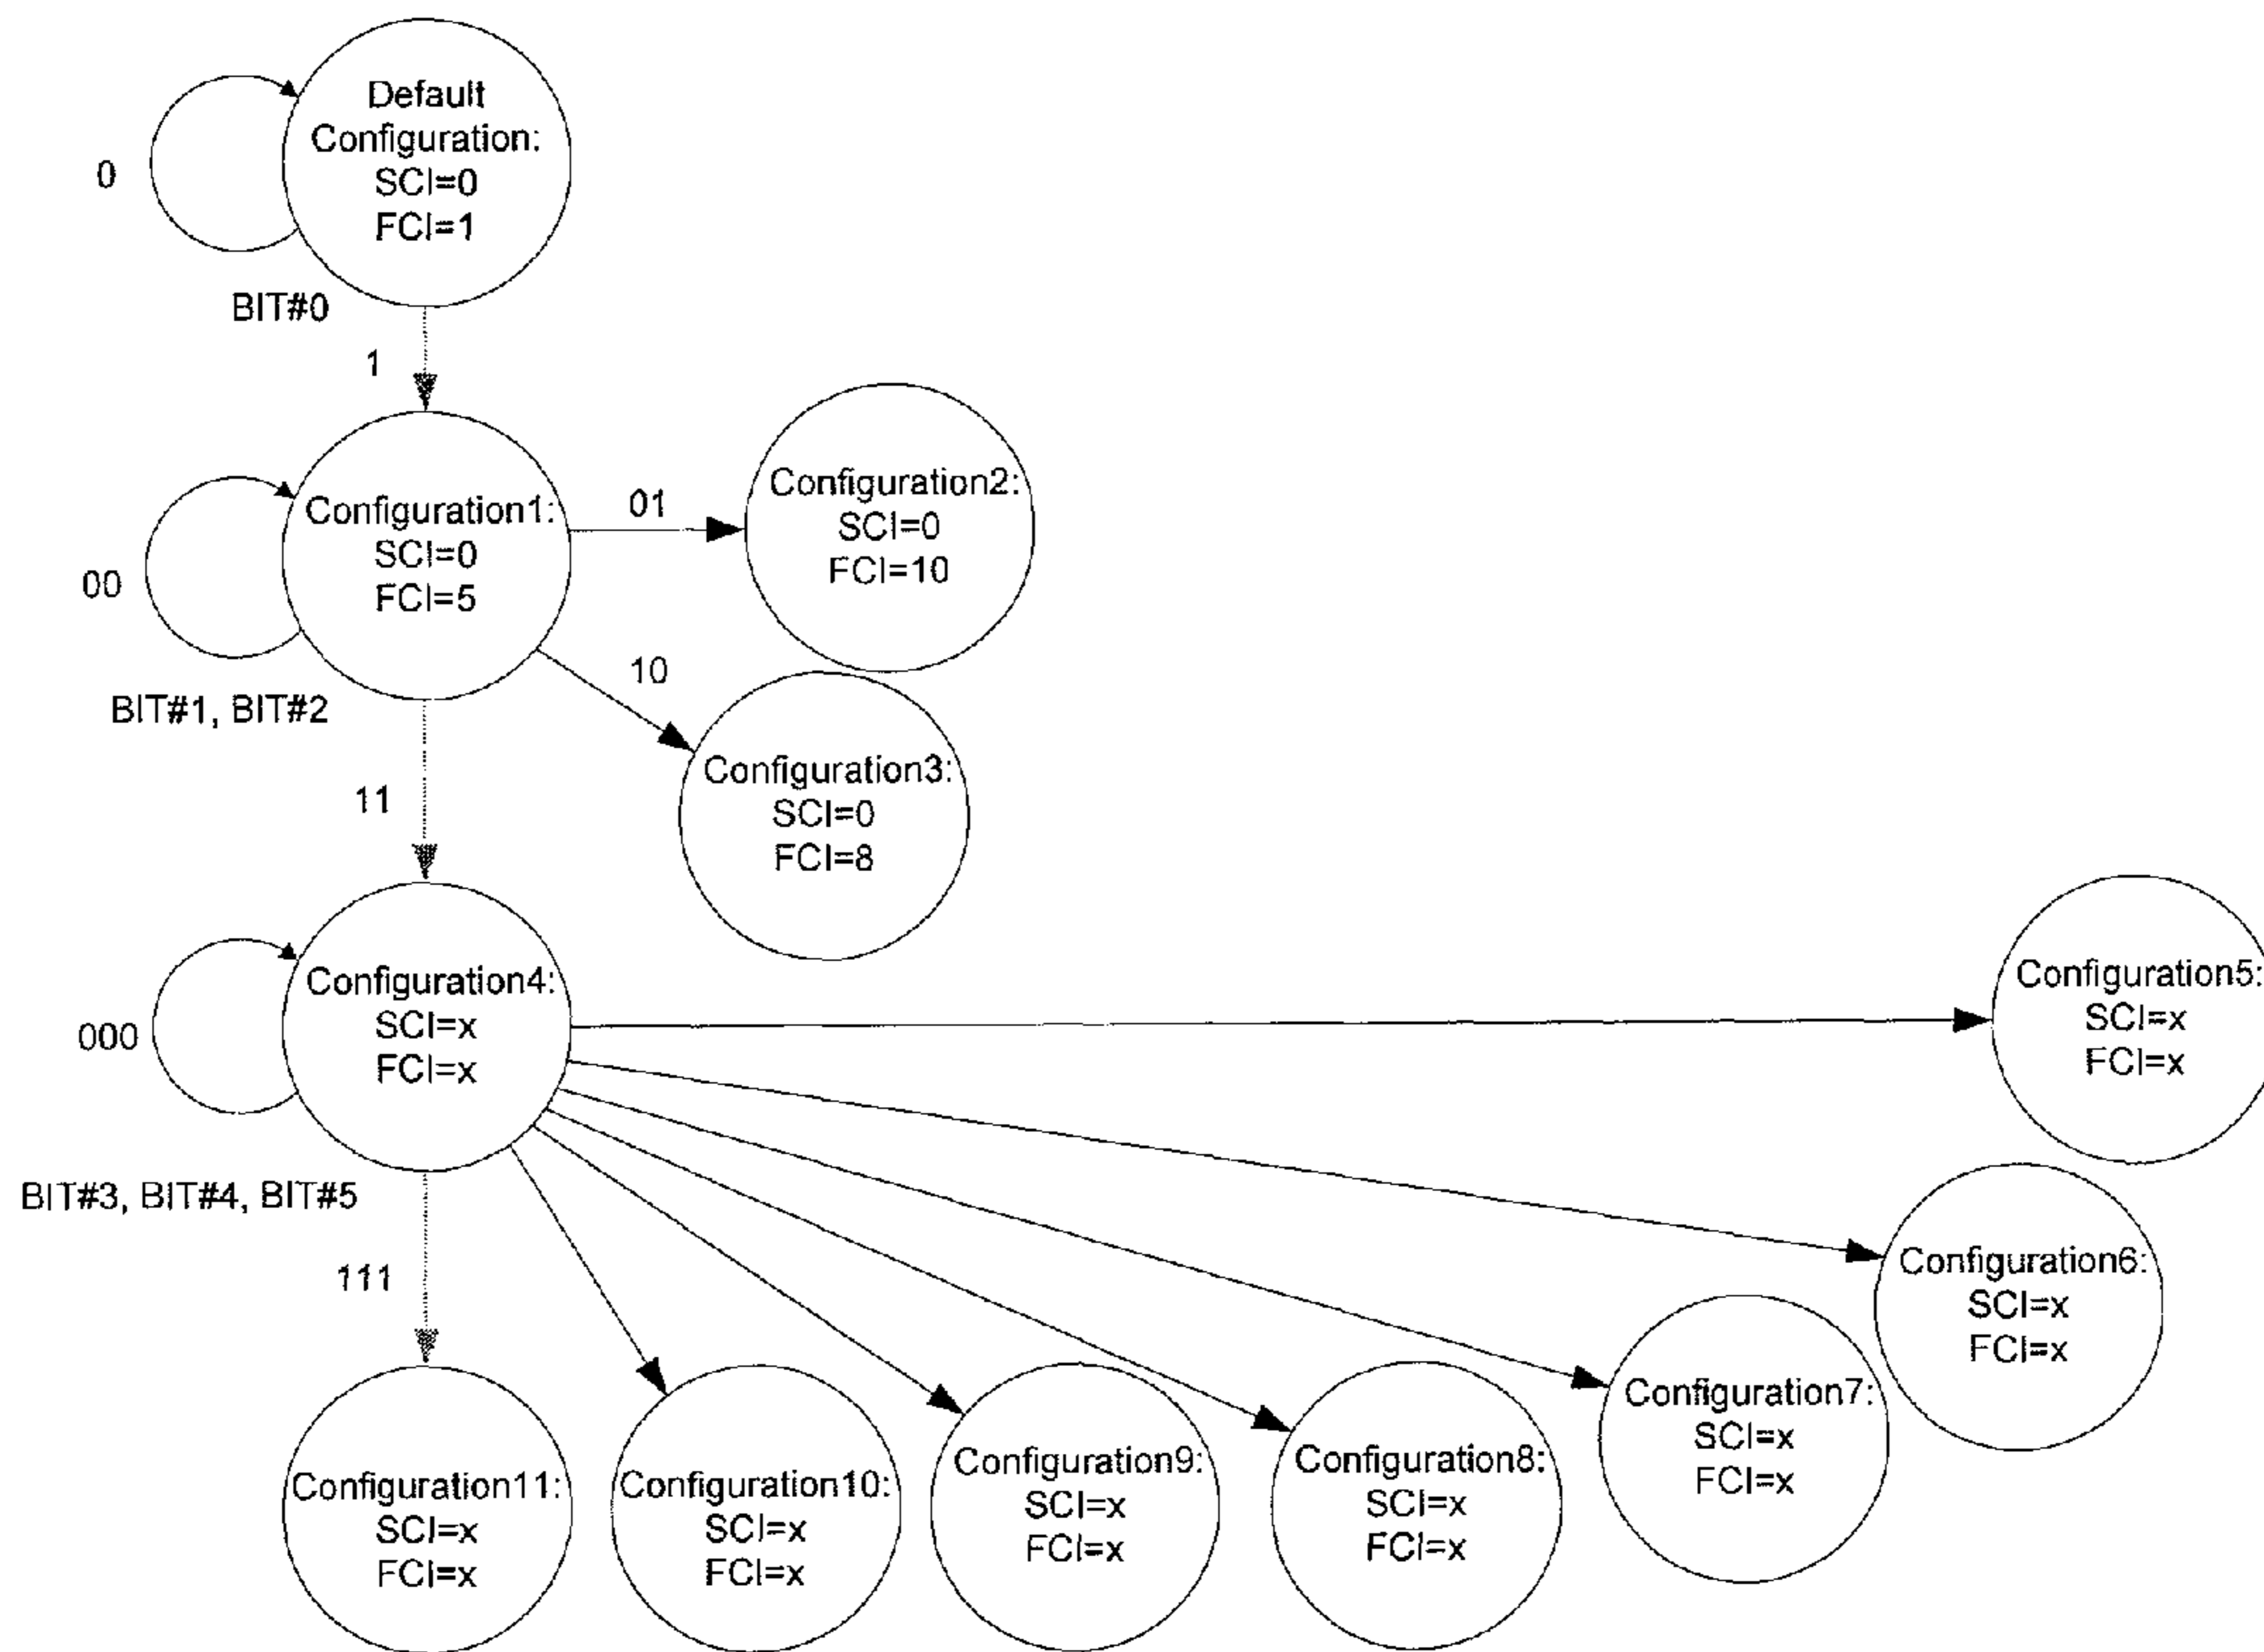 Default
Configuration:
SCI=0
FCI=1
0
BIT#0
1
Configuration1:
SCI=0
FCI=5
00
01
Configuration2:
SCI=0
FCI=10
10
BIT#1, BIT#2
Configuration3:
SCI=0
FCI=8
11
Configuration4:
SCI=x
FCI=x
000
Configuration5:
SCI=x
FCI=x
BIT#3, BIT#4, BIT#5
111
Configuration6:
SCI=x
FCI=x
Configuration7:
SCI=x
FCI=x
Configuration8:
SCI=x
FCI=x
Configuration9:
SCI=x
FCI=x
Configuration10:
SCI=x
FCI=x
Configuration11:
SCI=x
FCI=x